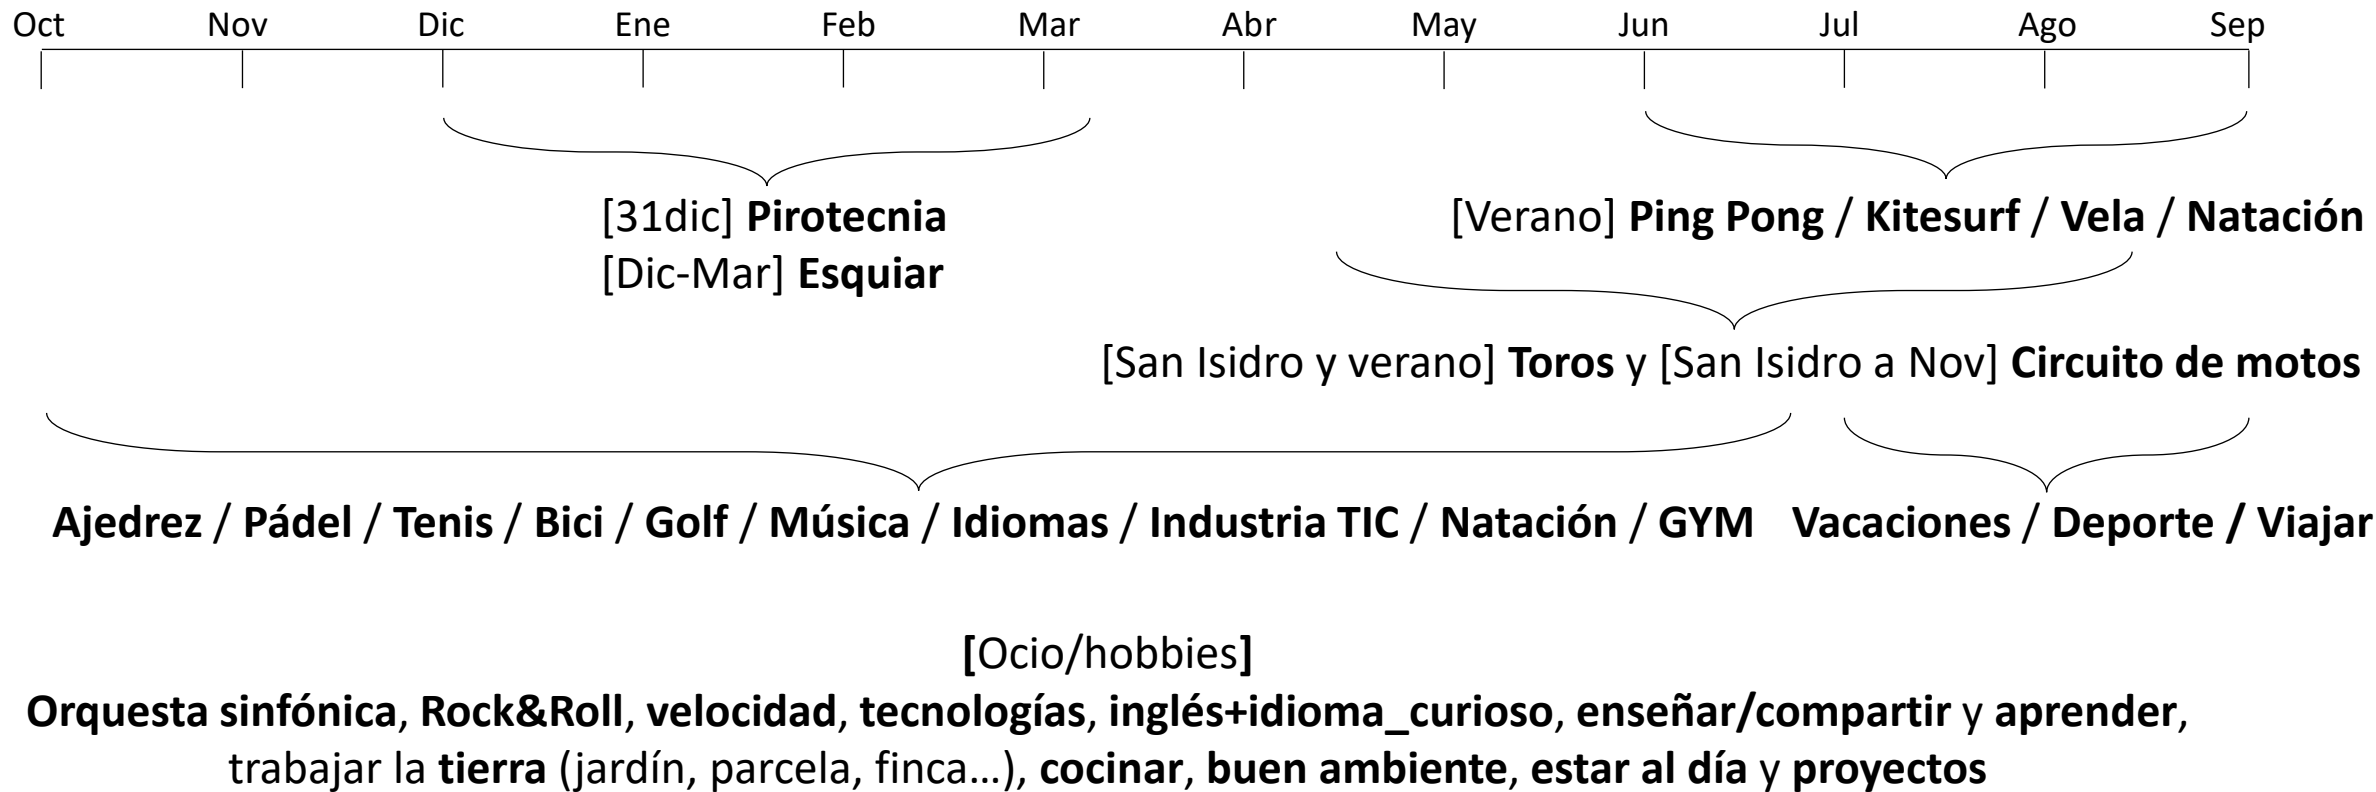 Oct Nov Dic Ene Feb Mar Abr May Jun Jul Ago Sep
[31dic] Pirotecnia
[Dic-Mar] Esquiar
[Verano] Ping Pong / Kitesurf / Vela / Natación
[San Isidro y verano] Toros y [San Isidro a Nov] Circuito de motos
Ajedrez / Pádel / Tenis / Bici / Golf / Música / Idiomas / Industria TIC / Natación / GYM
Vacaciones / Deporte / Viajar
[Ocio/hobbies]
Orquesta sinfónica, Rock&Roll, velocidad, tecnologías, inglés+idioma_curioso, enseñar/compartir y aprender,
trabajar la tierra (jardín, parcela, finca…), cocinar, buen ambiente, estar al día y proyectos